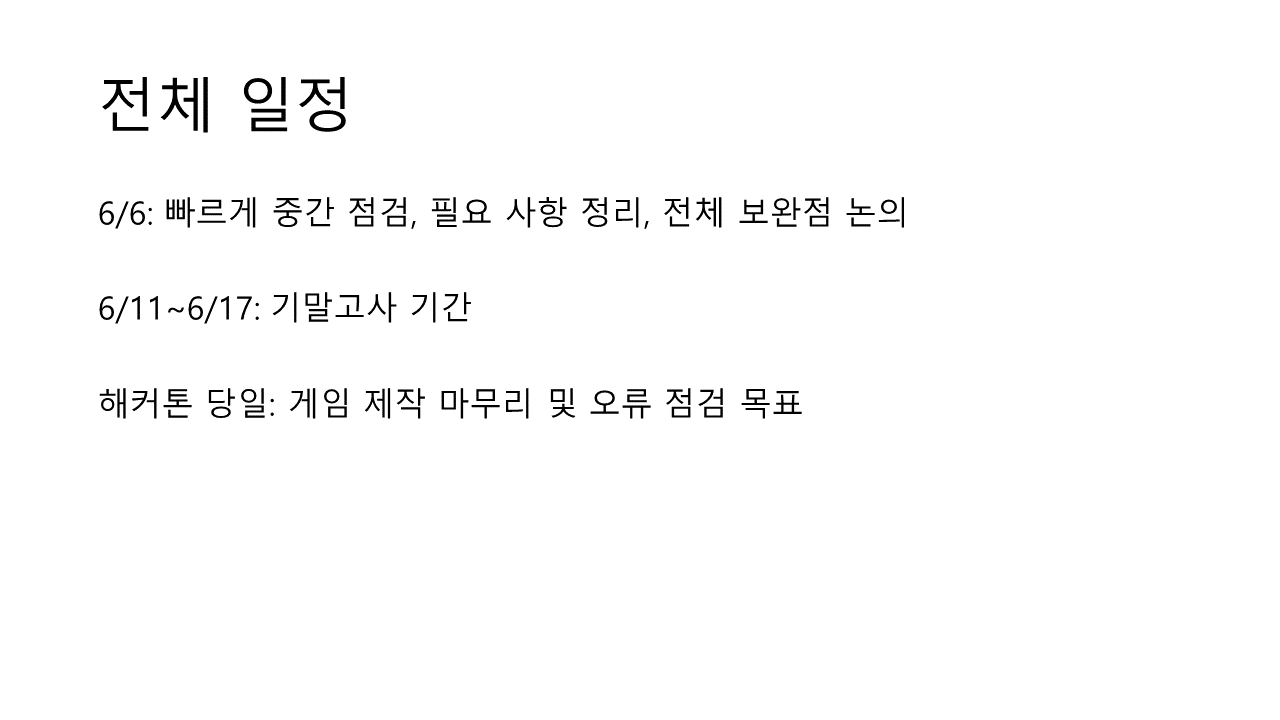 전체 일정
6/6: 빠르게 중간 점검, 필요 사항 정리, 전체 보완점 논의
6/11~6/17: 기말고사 기간
해커톤 당일: 게임 제작 마무리 및 오류 점검 목표